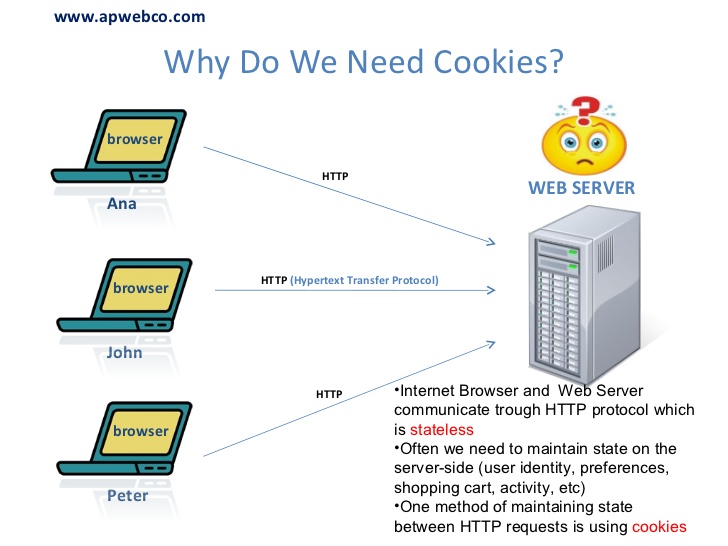 www.apwebco.com
Why Do We Need Cookies?
browser
Ana
HTTP
?
WEB SERVER
browser
John
HTTP (Hypertext Transfer Protocol)
browser
Peter
HTTP
•Internet Browser and  Web Server
communicate trough HTTP protocol which
is stateless
•Often we need to maintain state on the
server-side (user identity, preferences,
shopping cart, activity, etc)
•One method of maintaining state
between HTTP requests is using cookies